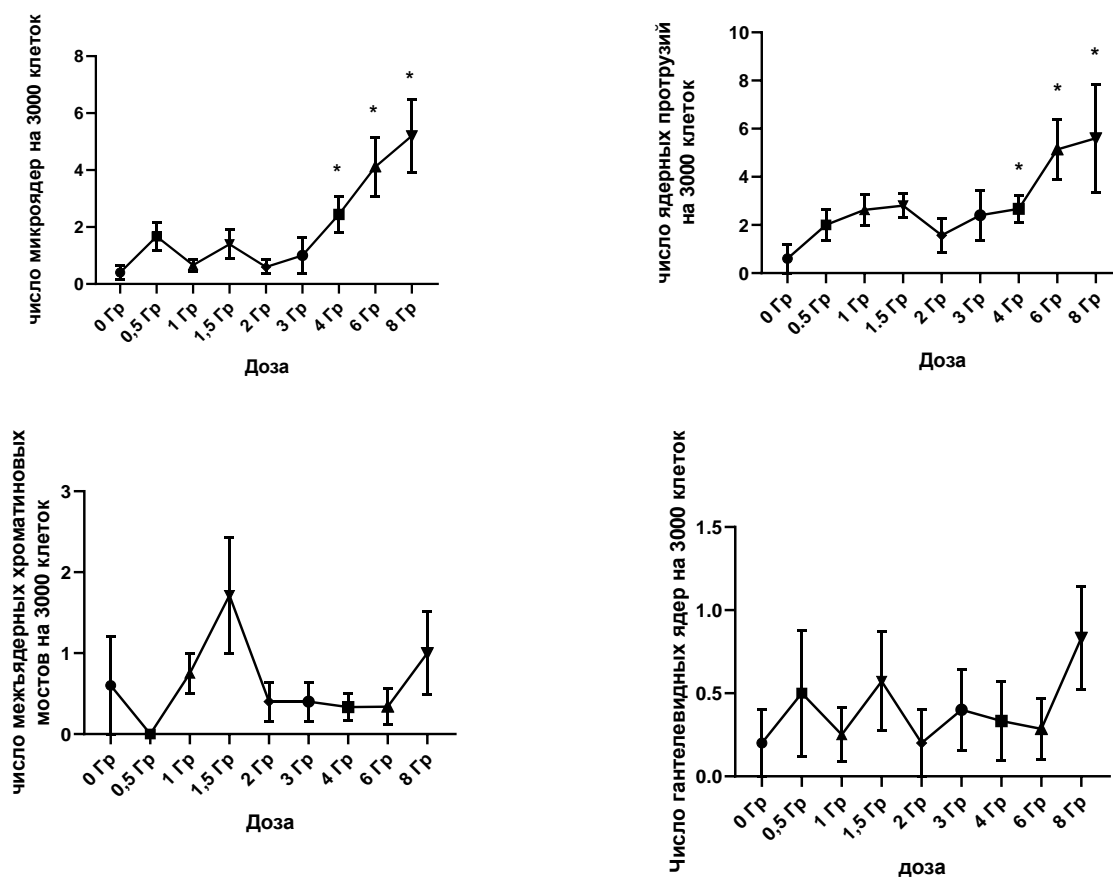 число микроядер на 3000 клеток
8
6
4
2
0
*
*
*
0 Гр
0,5 Гр
1 Гр
1,5 Гр
2 Гр
3 Гр
4 Гр
6 Гр
8 Гр
Доза
число ядерных протрузий
на 3000 клеток
10
8
6
4
2
0
*
*
*
0 Гр
0.5 Гр
1 Гр
1.5 Гр
2 Гр
3 Гр
4 Гр
6 Гр
8 Гр
Доза
число межъядерных хроматиновых
мостов на 3000 клеток
3
2
1
0
0 Гр
0,5 Гр
1 Гр
1,5 Гр
2 Гр
3 Гр
4 Гр
6 Гр
8 Гр
Доза
Число гантелевидных ядер на 3000 клеток
1.5
1.0
0.5
0.0
0 Гр
0,5 Гр
1 Гр
1,5 Гр
2 Гр
3 Гр
4 Гр
6 Гр
8 Гр
доза